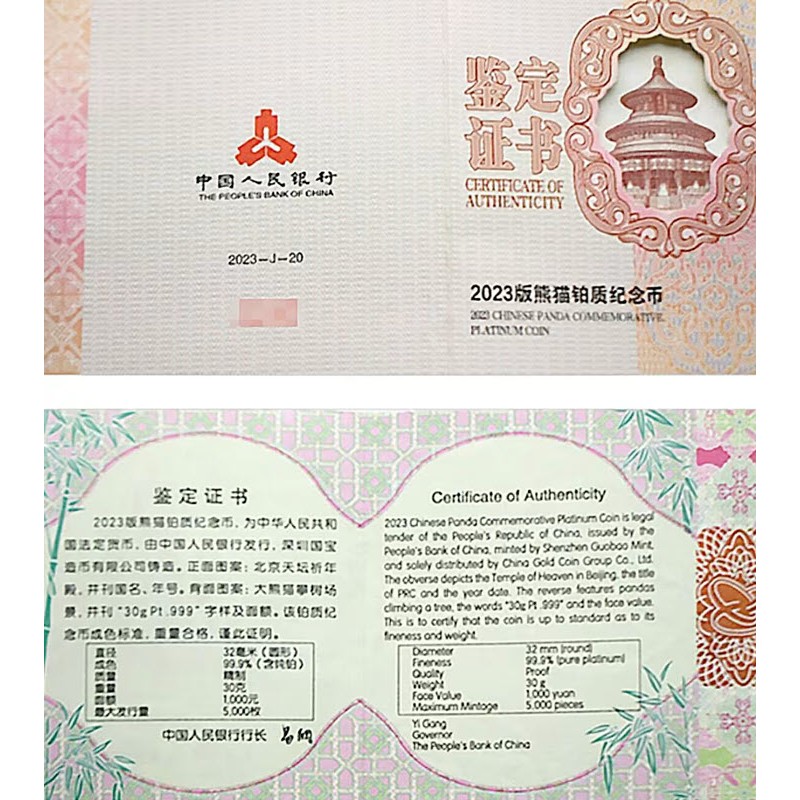 中国人民银行
THE PEOPLE'S BANK OF CHINA
2023-J-20
鉴定
证书
CERTIFICATE OF
AUTHENTICITY
2023版熊猫铂质纪念币
2023 CHINESE PANDA COMMEMORATIVE
PLATINUM COIN
鉴定证书
2023版熊猫铂质纪念币，为中华人民共和
国法定货币，由中国人民银行发行，深圳国宝
造币有限公司铸造。正面图案：北京天坛祈年
殿，并刊国名、年号。背面图案：大熊猫攀树场
景，并刊“30g Pt .999”字样及面额。该铂质纪
念币成色标准，重量合格，谨此证明。
直径 32毫米（圆形）
成色 99.9%（含纯铂）
质量 精制
重量 30克
面额 1,000元
最大发行量 5,000枚
中国人民银行行长 易纲
Certificate of Authenticity
2023 Chinese Panda Commemorative Platinum Coin is legal
tender of the People's Republic of China, issued by the
People's Bank of China, minted by Shenzhen Guobao Mint,
and solely distributed by China Gold Coin Group Co., Ltd.
The obverse depicts the Temple of Heaven in Beijing, the title
of PRC and the year date. The reverse features pandas
climbing a tree, the words "30g Pt .999" and the face value.
This is to certify that the coin is up to standard as to its
fineness and weight.
Diameter 32 mm (round)
Fineness 99.9% (pure platinum)
Quality Proof
Weight 30 g
Face Value 1,000 yuan
Maximum Mintage 5,000 pieces
Yi Gang
Governor
The People's Bank of China